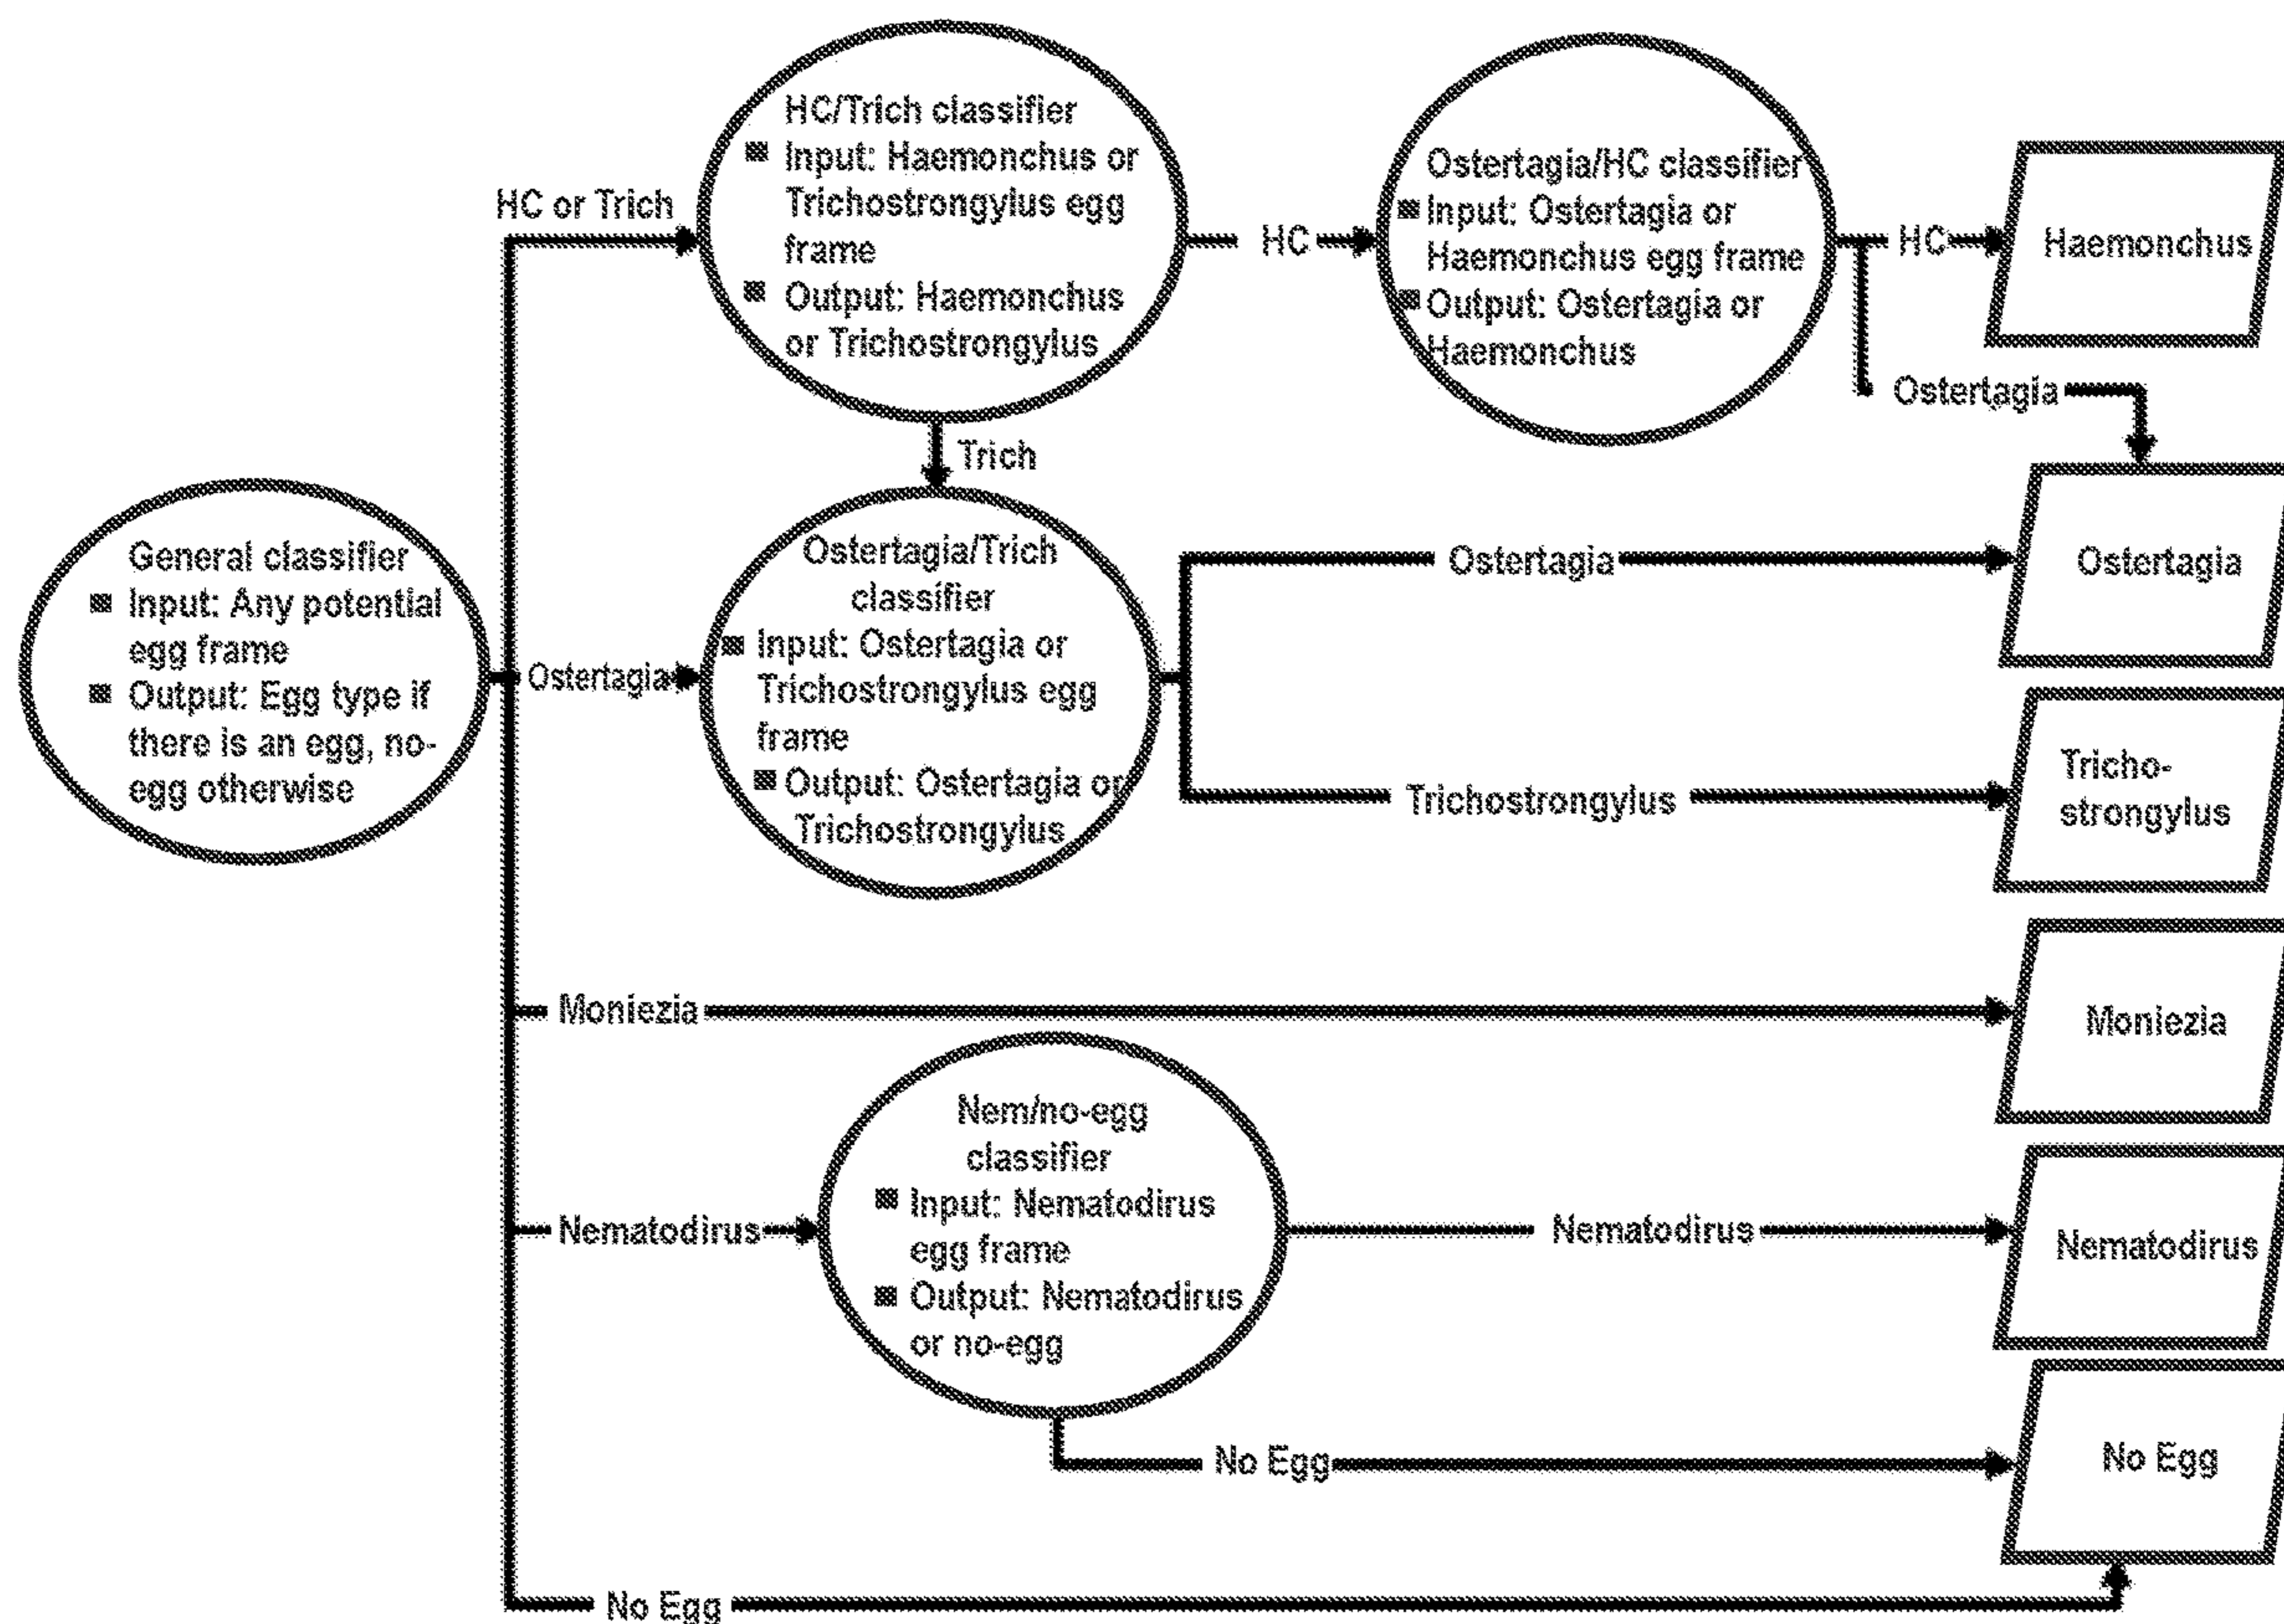 HC/Trich classifier
■ Input: Haemonchus or
Trichostrongylus egg
frame
■ Output: Haemonchus
or Trichostrongylus
Ostertagia/HC classifier
■ Input: Ostertagia or
Haemonchus egg frame
■ Output: Ostertagia or
Haemonchus
HC or Trich
HC
HC
Haemonchus
Ostertagia
Trich
General classifier
■ Input: Any potential
egg frame
■ Output: Egg type if
there is an egg, no-
egg otherwise
Ostertagia
Ostertagia/Trich
classifier
■ Input: Ostertagia or
Trichostrongylus egg
frame
■ Output: Ostertagia or
Trichostrongylus
Ostertagia
Ostertagia
Trichostrongylus
Tricho-
strongylus
Moniezia
Moniezia
Nem/no-egg
classifier
■ Input: Nematodirus
egg frame
■ Output: Nematodirus
or no-egg
Nematodirus
Nematodirus
Nematodirus
No Egg
No Egg
No Egg